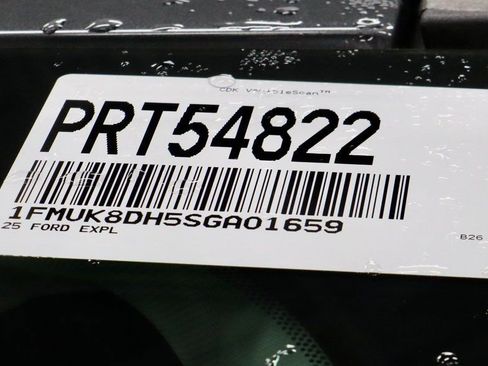 CDK VehicleScan™
PRT54822
1FMUK8DH5SGA01659
25 FORD EXPL
B26